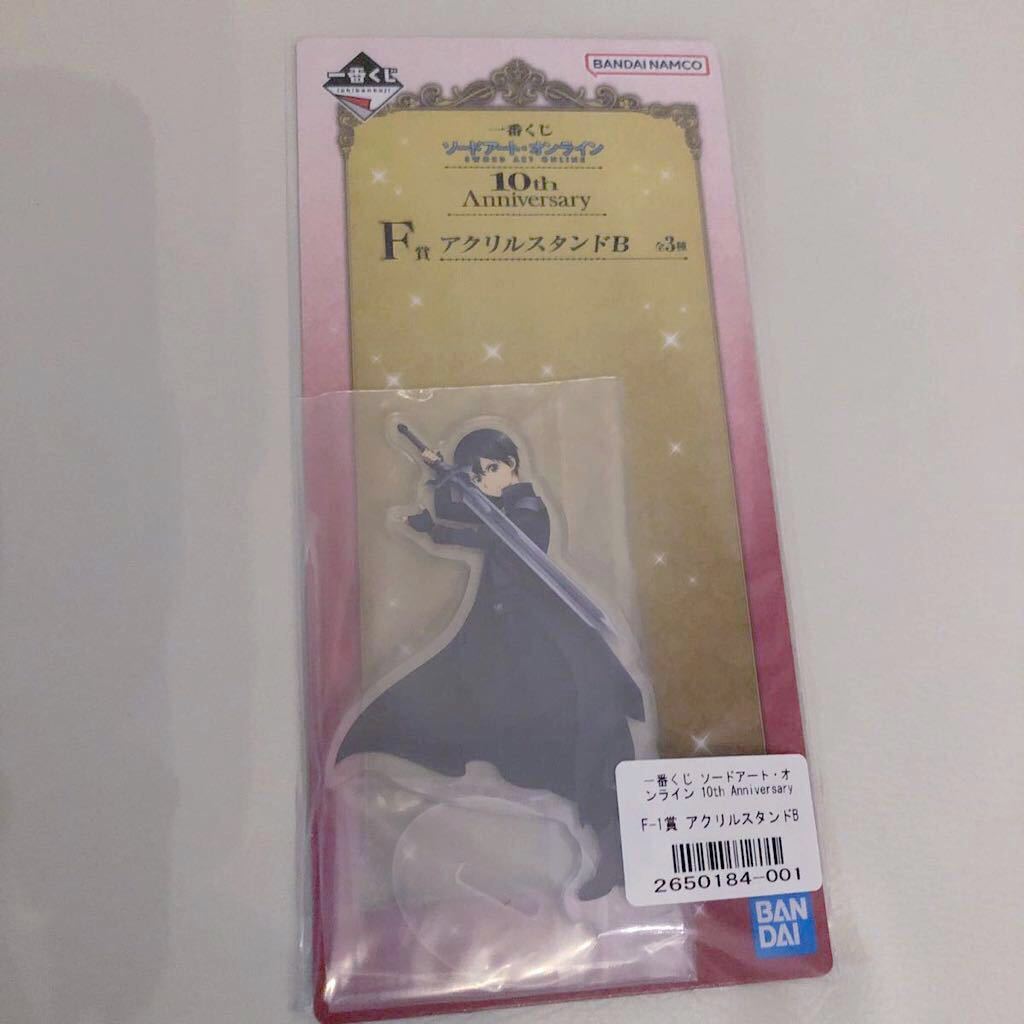 一番くじ
ichibankuji
BANDAI NAMCO
一番くじ
ソードアート・オンライン
SWORD ART ONLINE
10th
Anniversary
F賞 アクリルスタンドB 全3種
一番くじ ソードアート・オ
ンライン 10th Anniversary
F-1賞 アクリルスタンドB
2650184-001
BAN
DAI